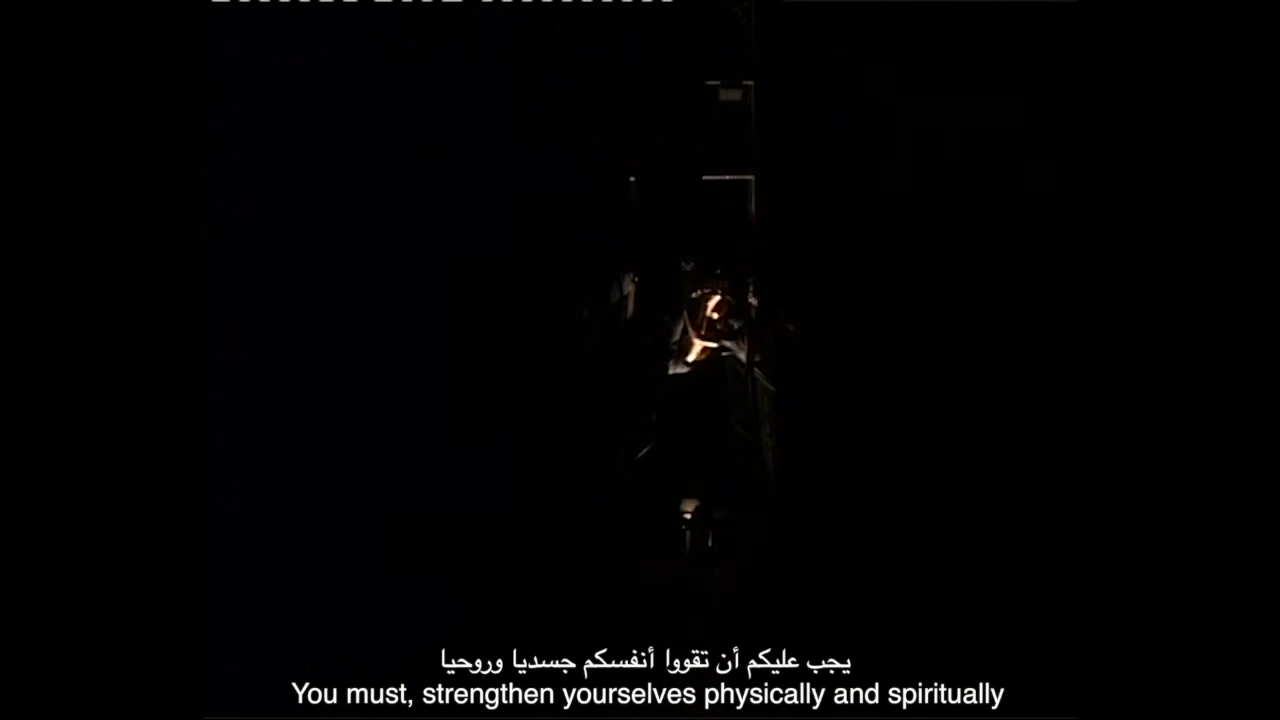 يجب عليكم أن تقووا أنفسكم جسديا وروحيا
You must, strengthen yourselves physically and spiritually